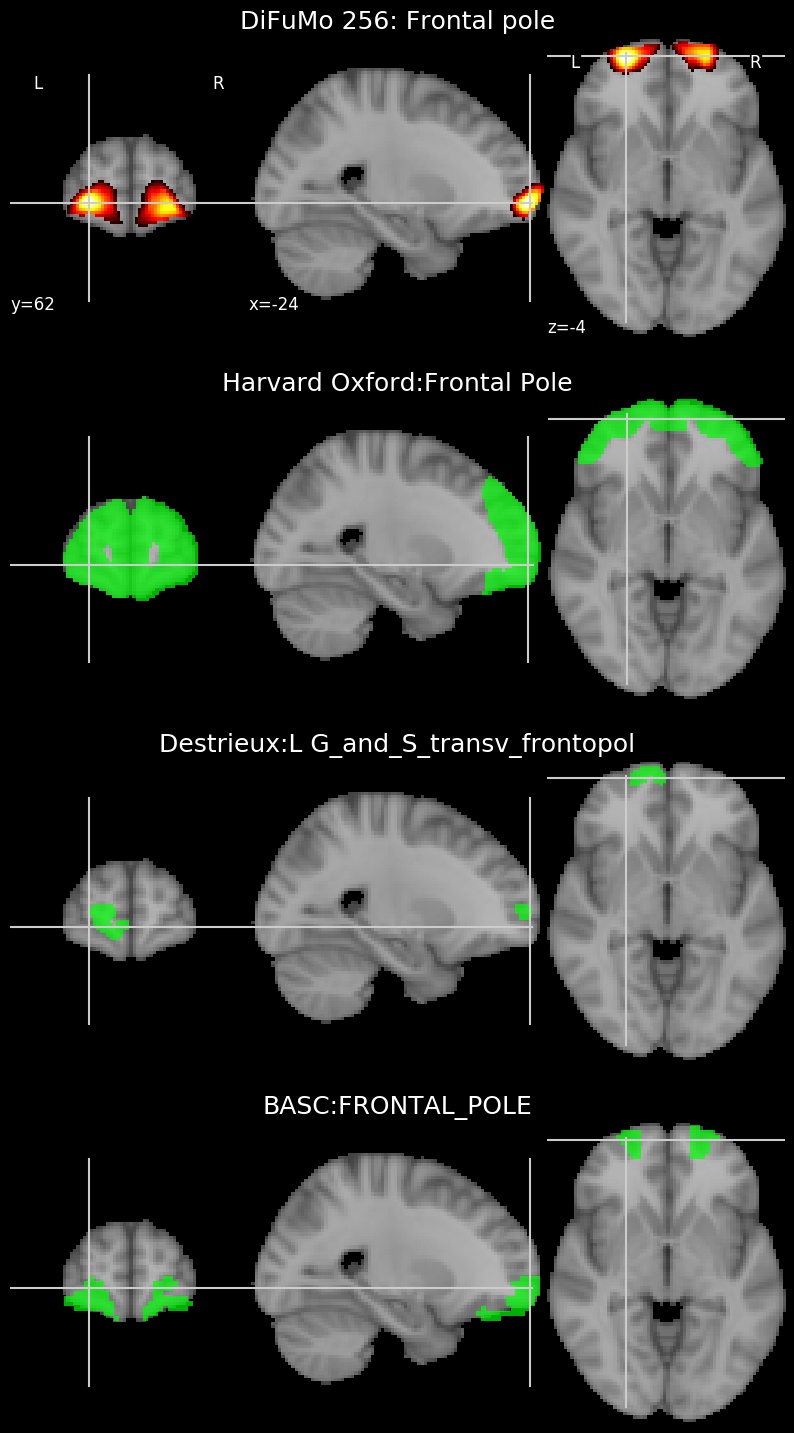 DiFuMo 256: Frontal pole
L
R
L
R
y=62
x=-24
z=-4
Harvard Oxford:Frontal Pole
Destrieux:L G_and_S_transv_frontopol
BASC:FRONTAL_POLE